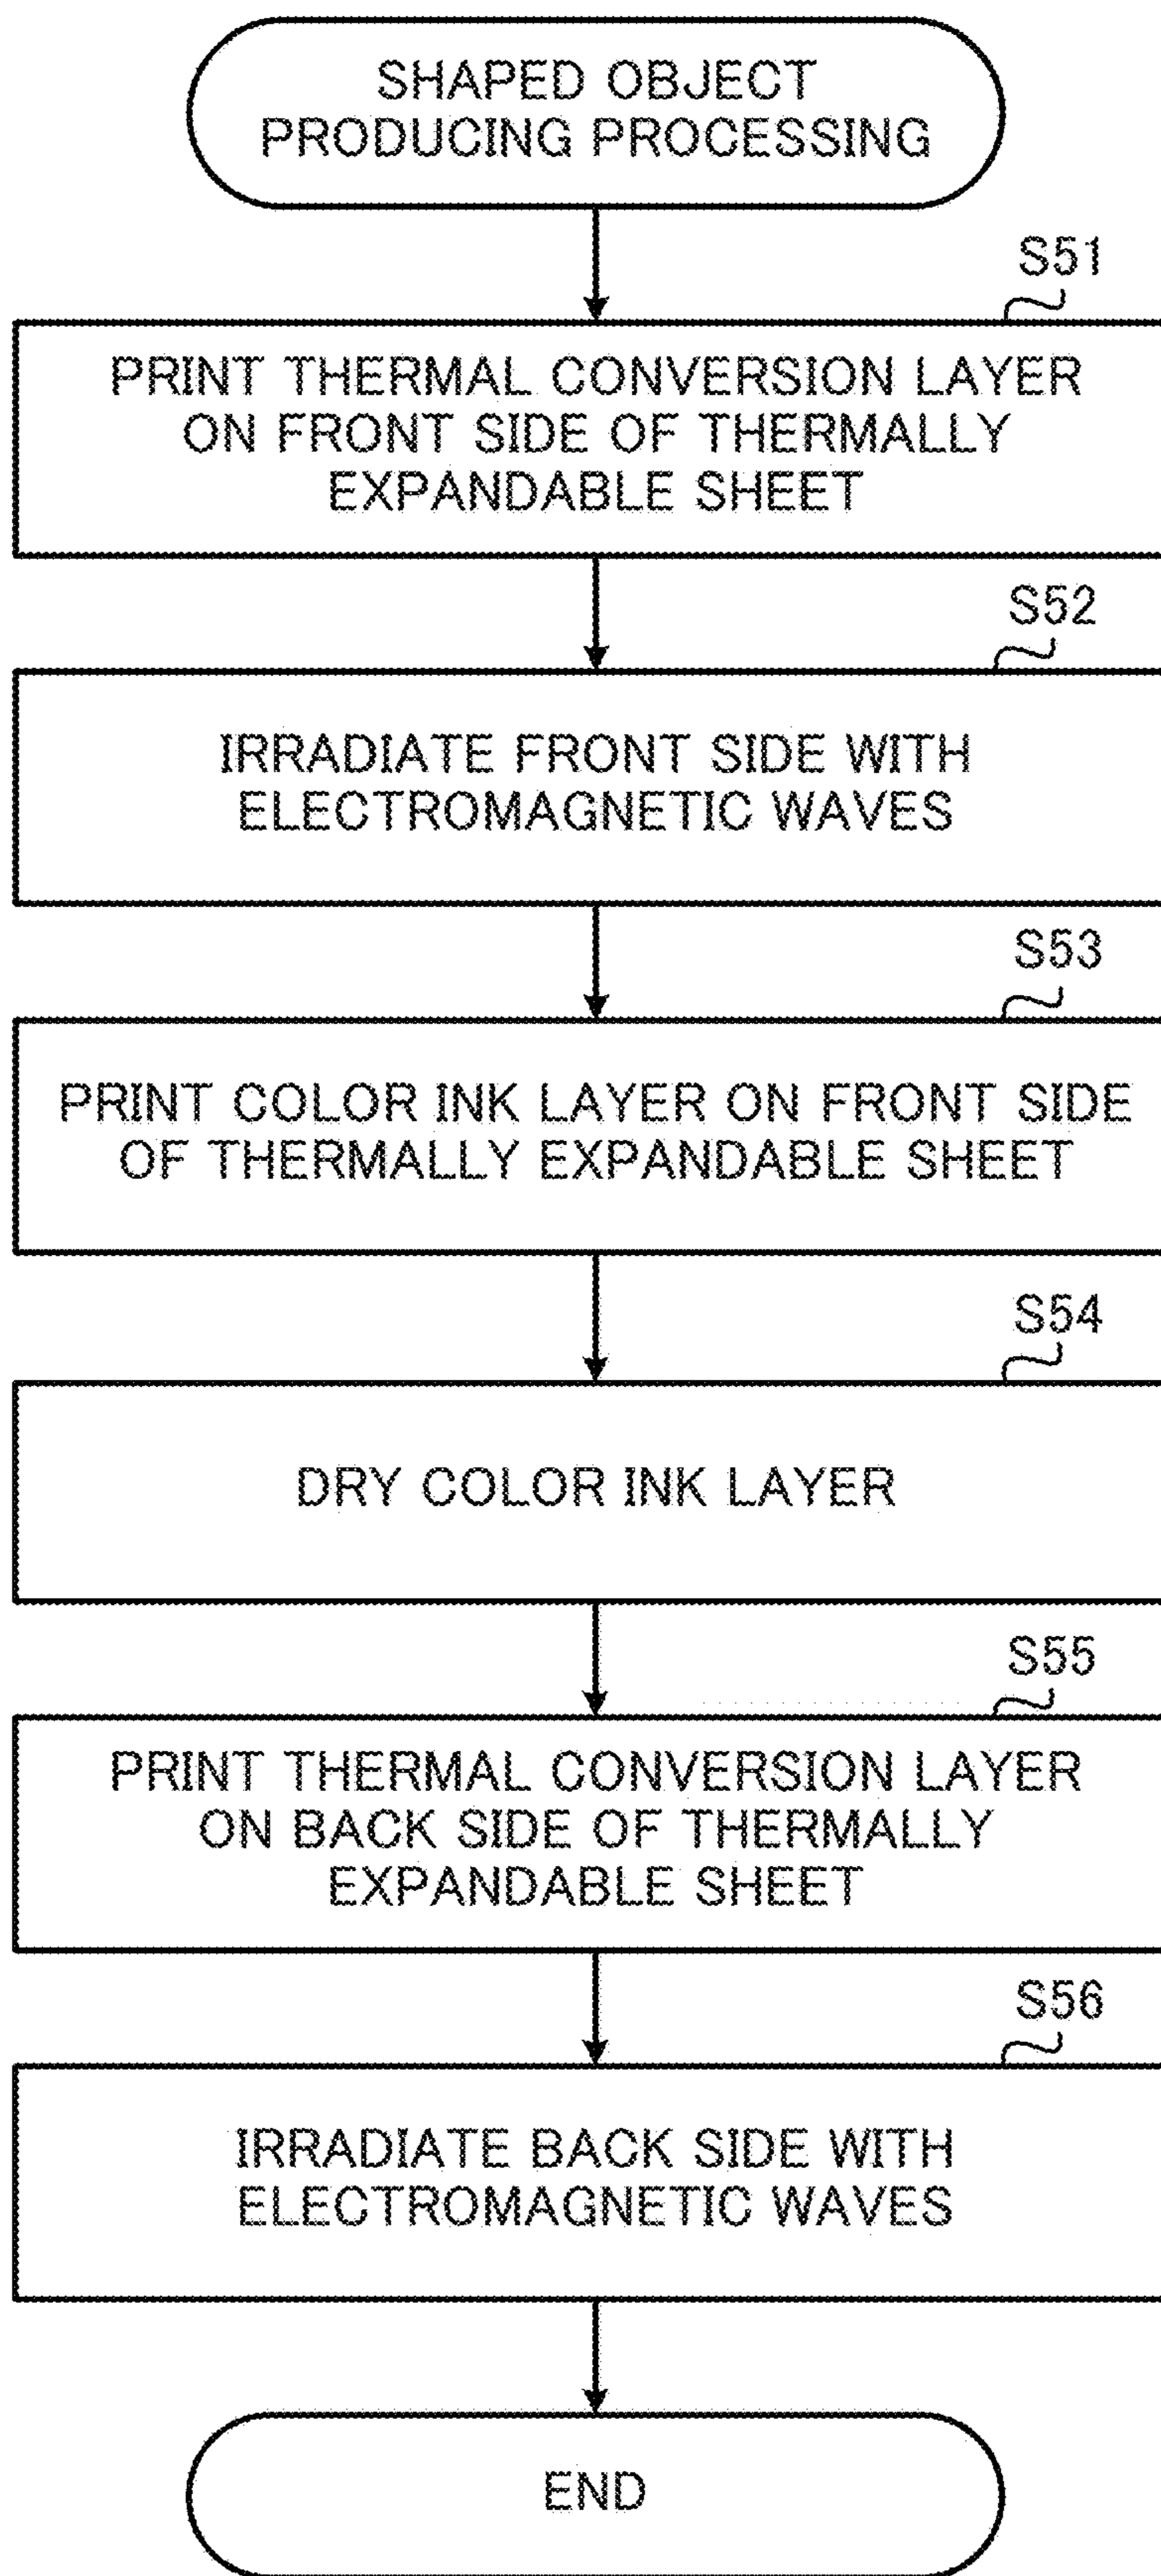 SHAPED OBJECT
PRODUCING PROCESSING
S51
PRINT THERMAL CONVERSION LAYER
ON FRONT SIDE OF THERMALLY
EXPANDABLE SHEET
S52
IRRADIATE FRONT SIDE WITH
ELECTROMAGNETIC WAVES
S53
PRINT COLOR INK LAYER ON FRONT SIDE
OF THERMALLY EXPANDABLE SHEET
S54
DRY COLOR INK LAYER
S55
PRINT THERMAL CONVERSION LAYER
ON BACK SIDE OF THERMALLY
EXPANDABLE SHEET
S56
IRRADIATE BACK SIDE WITH
ELECTROMAGNETIC WAVES
END